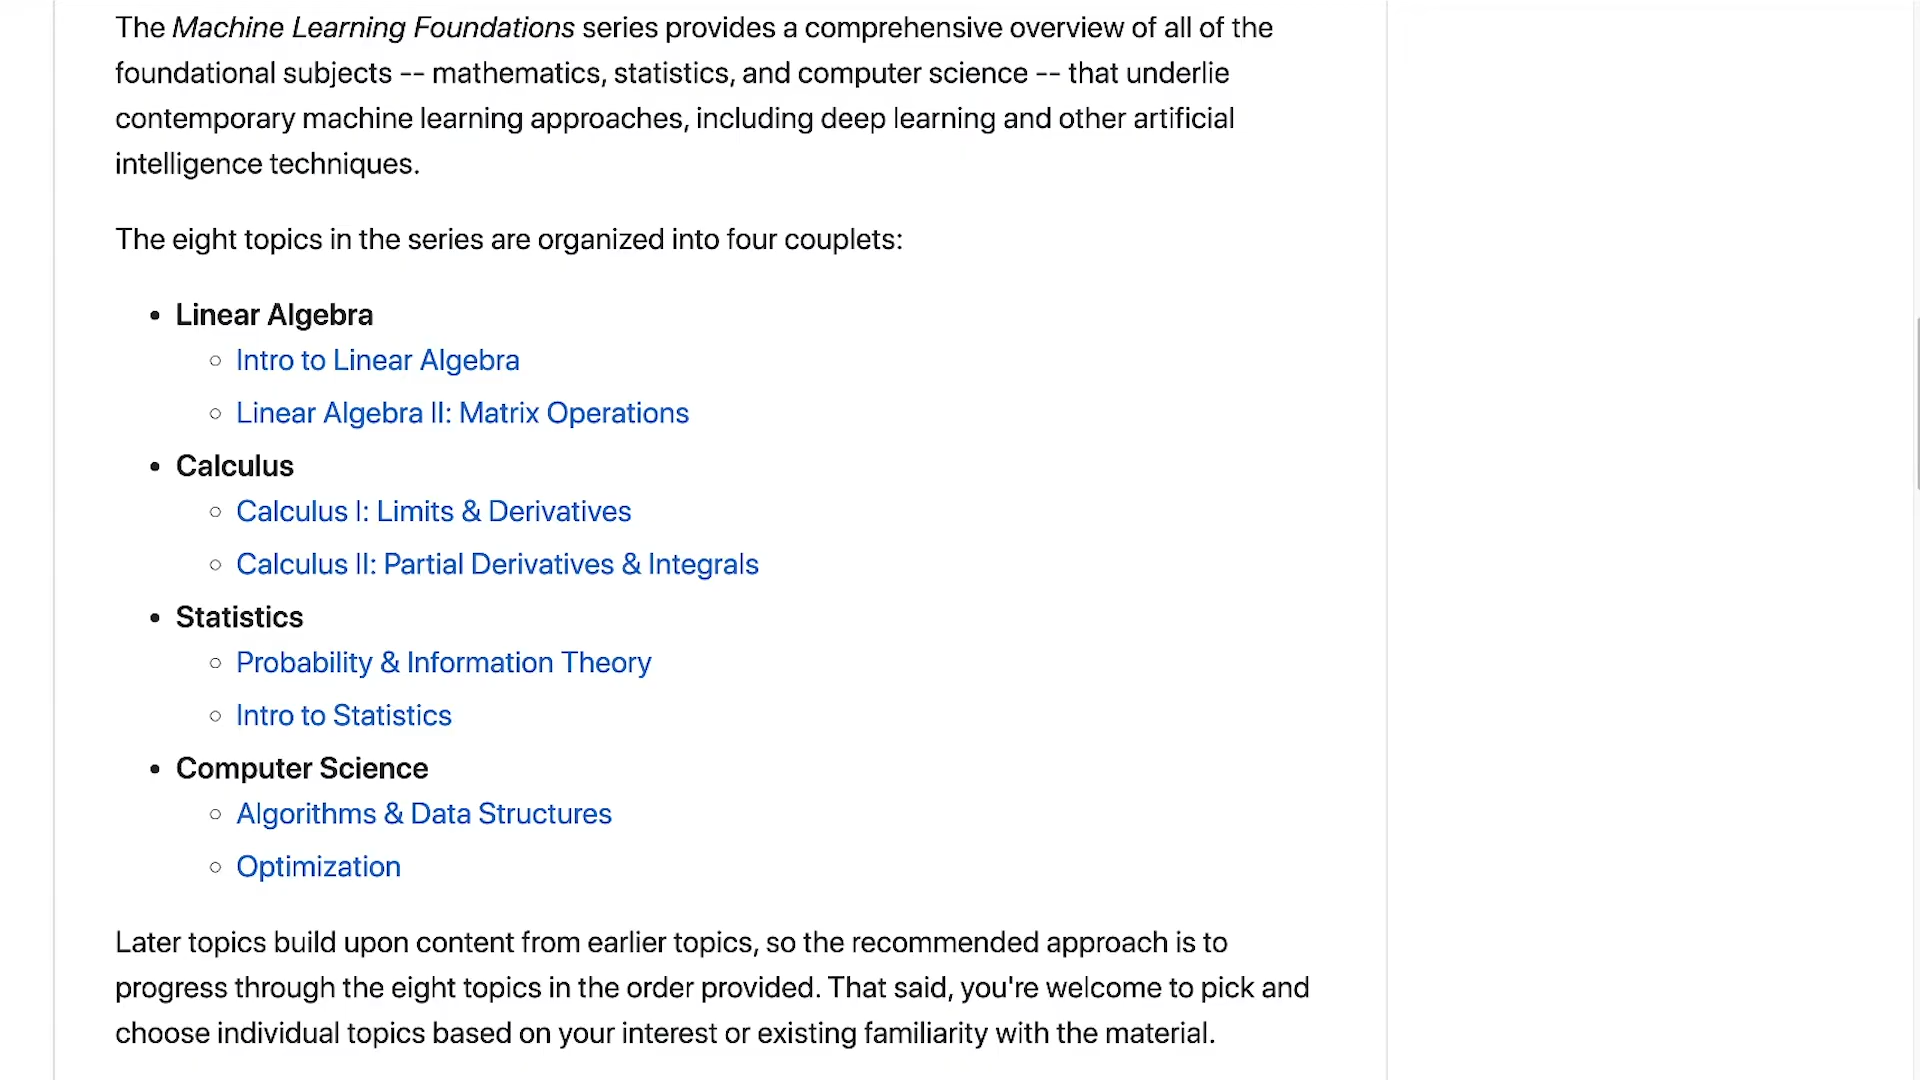 The Machine Learning Foundations series provides a comprehensive overview of all of the
foundational subjects -- mathematics, statistics, and computer science -- that underlie
contemporary machine learning approaches, including deep learning and other artificial
intelligence techniques.
The eight topics in the series are organized into four couplets:
• Linear Algebra
○ Intro to Linear Algebra
○ Linear Algebra II: Matrix Operations
• Calculus
○ Calculus I: Limits & Derivatives
○ Calculus II: Partial Derivatives & Integrals
• Statistics
○ Probability & Information Theory
○ Intro to Statistics
• Computer Science
○ Algorithms & Data Structures
○ Optimization
Later topics build upon content from earlier topics, so the recommended approach is to
progress through the eight topics in the order provided. That said, you're welcome to pick and
choose individual topics based on your interest or existing familiarity with the material.